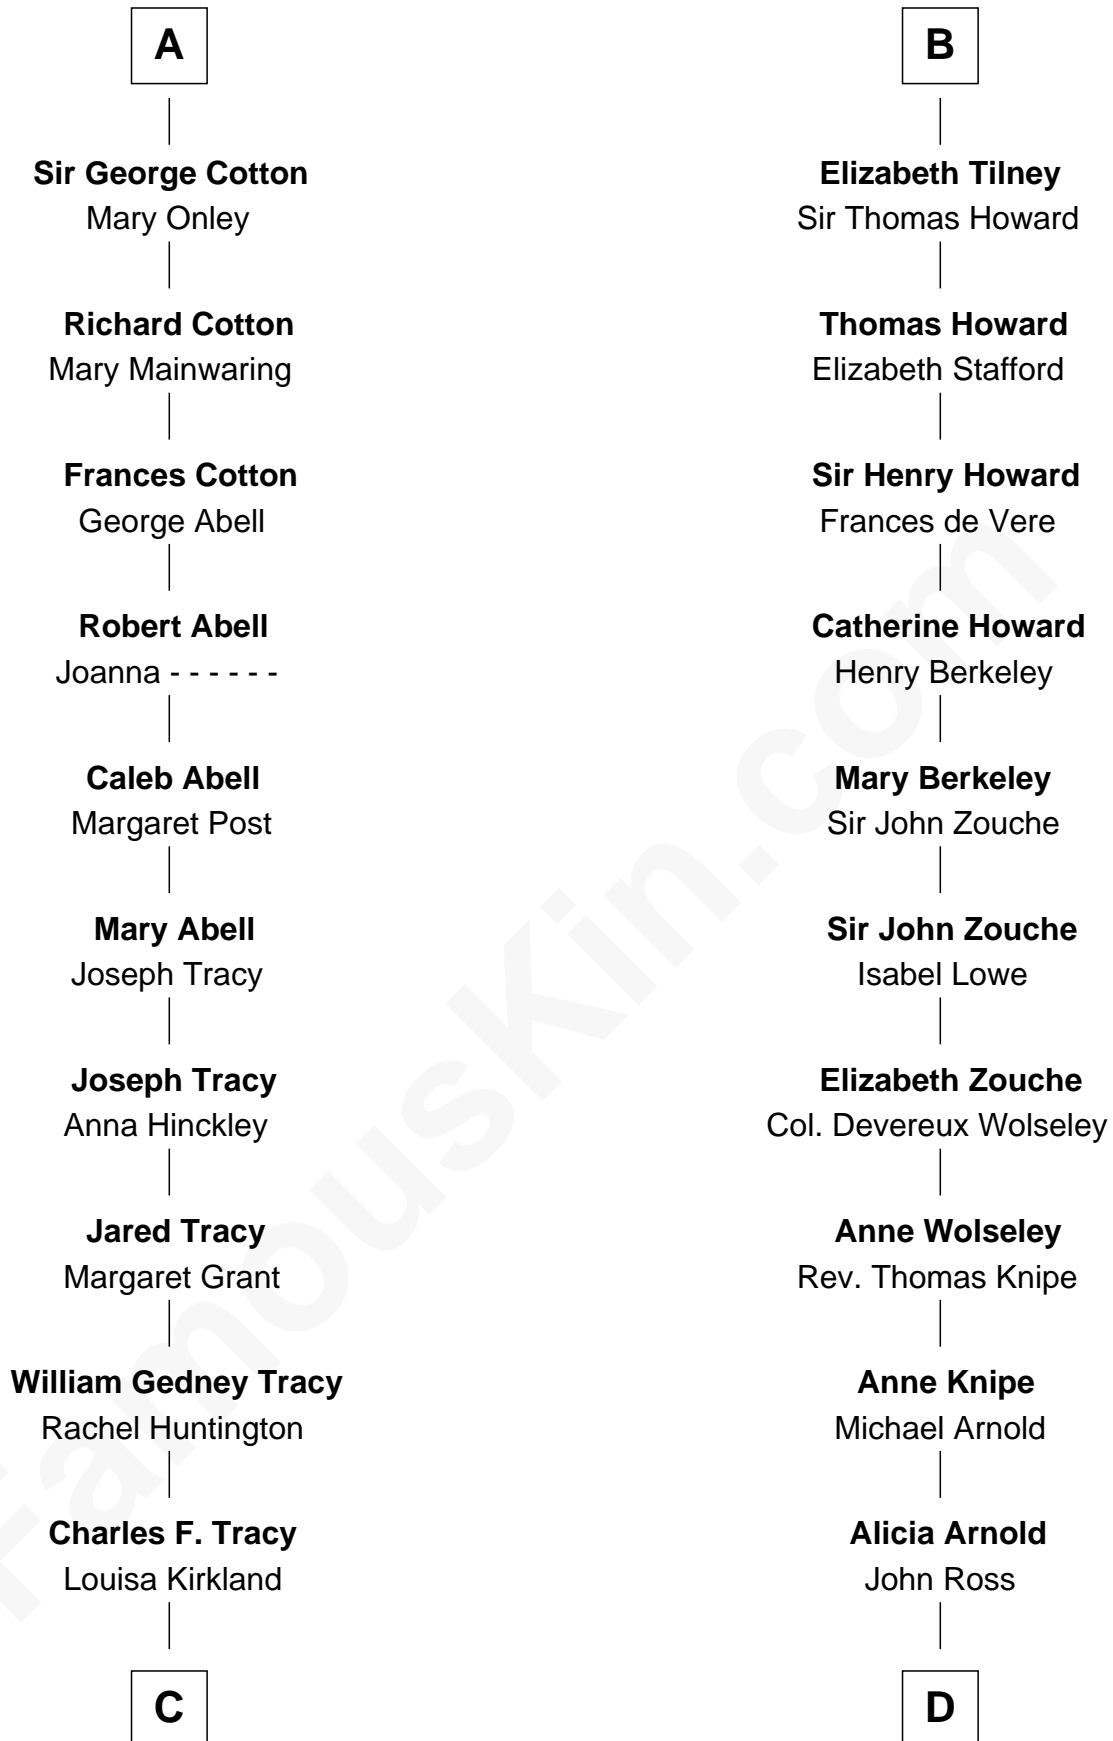 A
Sir George Cotton
Mary Onley
Richard Cotton
Mary Mainwaring
Frances Cotton
George Abell
Robert Abell
Joanna - - - - - -
Caleb Abell
Margaret Post
Mary Abell
Joseph Tracy
Joseph Tracy
Anna Hinckley
Jared Tracy
Margaret Grant
William Gedney Tracy
Rachel Huntington
Charles F. Tracy
Louisa Kirkland
C
B
Elizabeth Tilney
Sir Thomas Howard
Thomas Howard
Elizabeth Stafford
Sir Henry Howard
Frances de Vere
Catherine Howard
Henry Berkeley
Mary Berkeley
Sir John Zouche
Sir John Zouche
Isabel Lowe
Elizabeth Zouche
Col. Devereux Wolseley
Anne Wolseley
Rev. Thomas Knipe
Anne Knipe
Michael Arnold
Alicia Arnold
John Ross
D
FamousKin.com